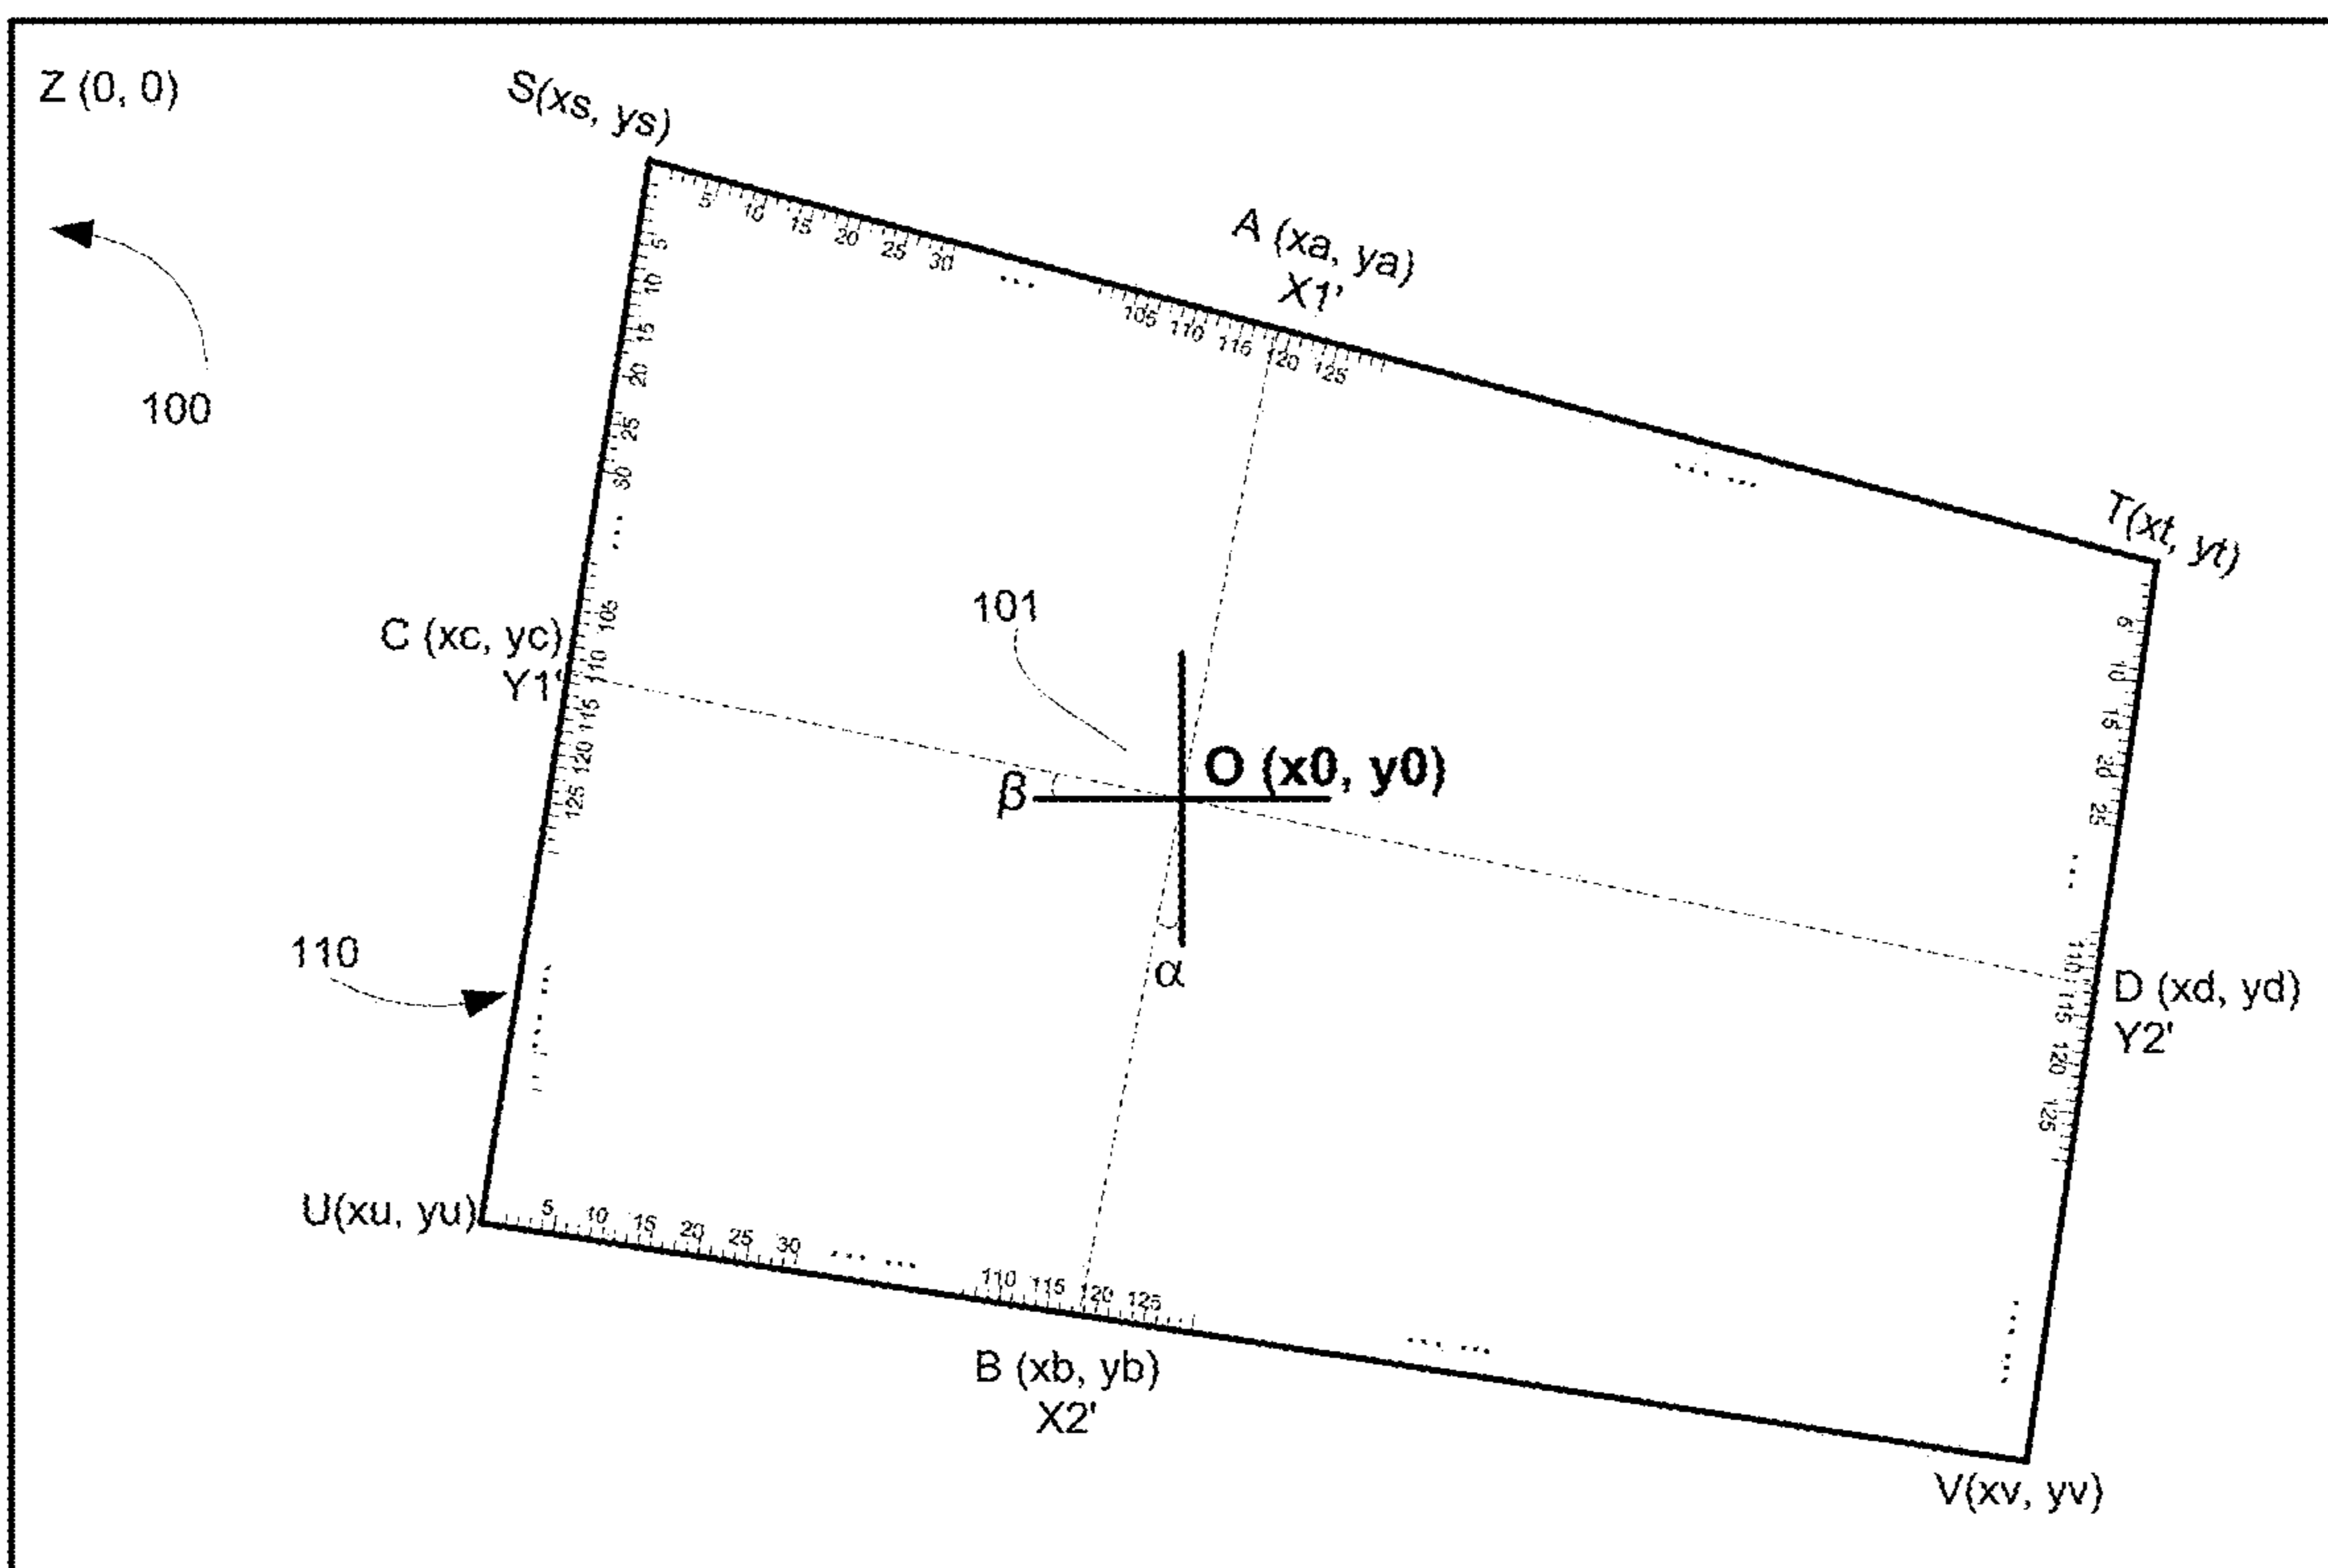 Z (0, 0)
S(xs, ys)
5 10 15 20 25 30 ...
A (xa, ya)
X1'
105 110 115 120 125
... ...
T(xt, yt)
100
5
10
15
20
25
30
...
105
110
115
120
125
C (xc, yc)
Y1'
101
O (x0, y0)
β
α
5
10
15
20
25
...
110
115
120
125
D (xd, yd)
Y2'
110
U(xu, yu)
5 10 15 20 25 30 ... ... 110 115 120 125
... ...
B (xb, yb)
X2'
V(xv, yv)